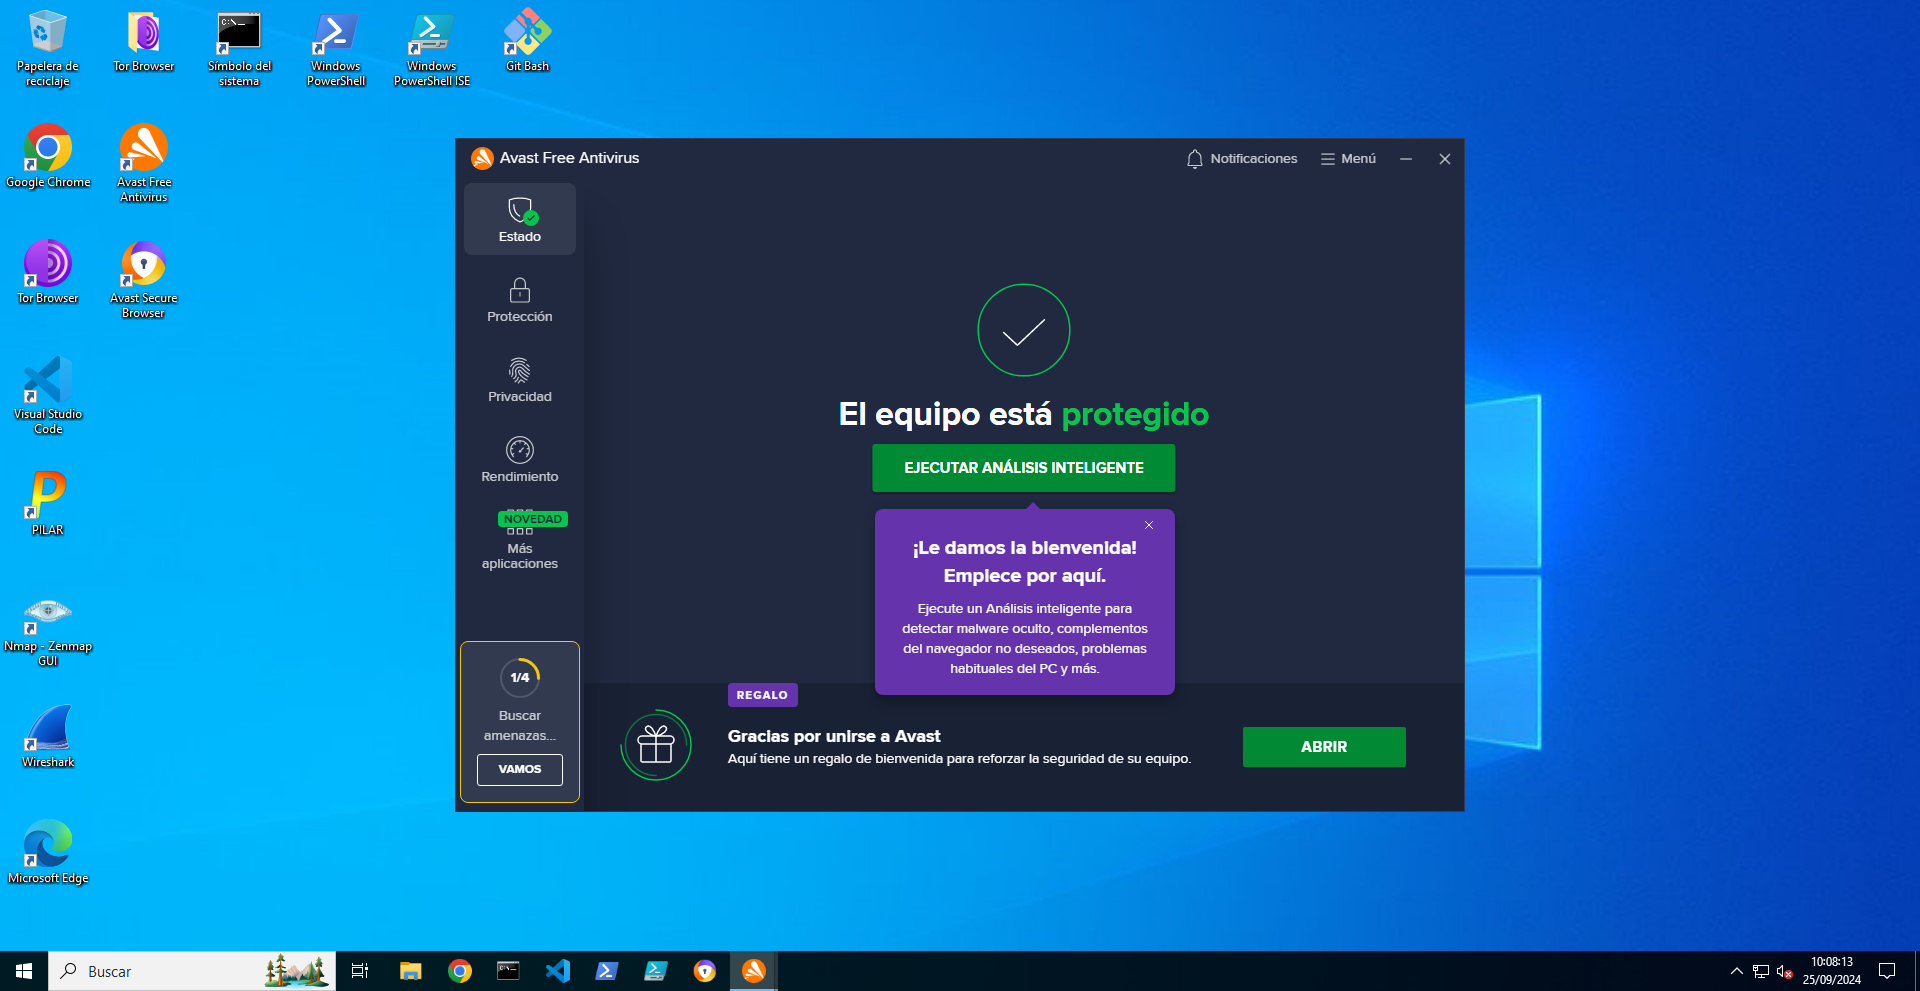 Papelera de
reciclaje
Tor Browser
Símbolo del
sistema
Windows
PowerShell
Windows
PowerShell ISE
Git Bash
Google Chrome
Avast Free
Antivirus
Tor Browser
Avast Secure
Browser
Visual Studio
Code
PILAR
Nmap - Zenmap
GUI
Wireshark
Microsoft Edge
Avast Free Antivirus
Notificaciones
Menú
Estado
Protección
Privacidad
Rendimiento
NOVEDAD
Más
aplicaciones
1/4
Buscar
amenazas...
VAMOS
El equipo está protegido
EJECUTAR ANÁLISIS INTELIGENTE
¡Le damos la bienvenida!
Empiece por aquí.
Ejecute un Análisis inteligente para
detectar malware oculto, complementos
del navegador no deseados, problemas
habituales del PC y más.
REGALO
Gracias por unirse a Avast
Aquí tiene un regalo de bienvenida para reforzar la seguridad de su equipo.
ABRIR
Buscar
10:08:13
25/09/2024